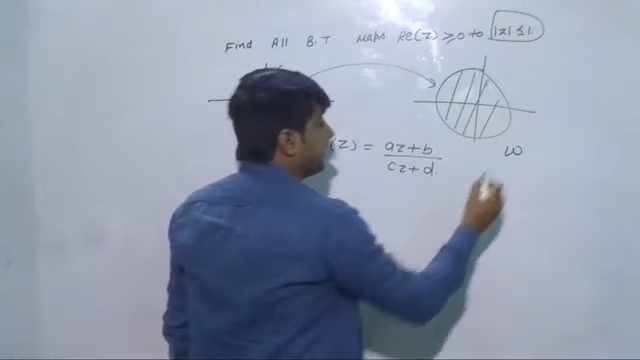 Find All B.T Maps Re(z) ≥ 0 to |z| ≤ 1.
(z) = az+b / cz+d
w